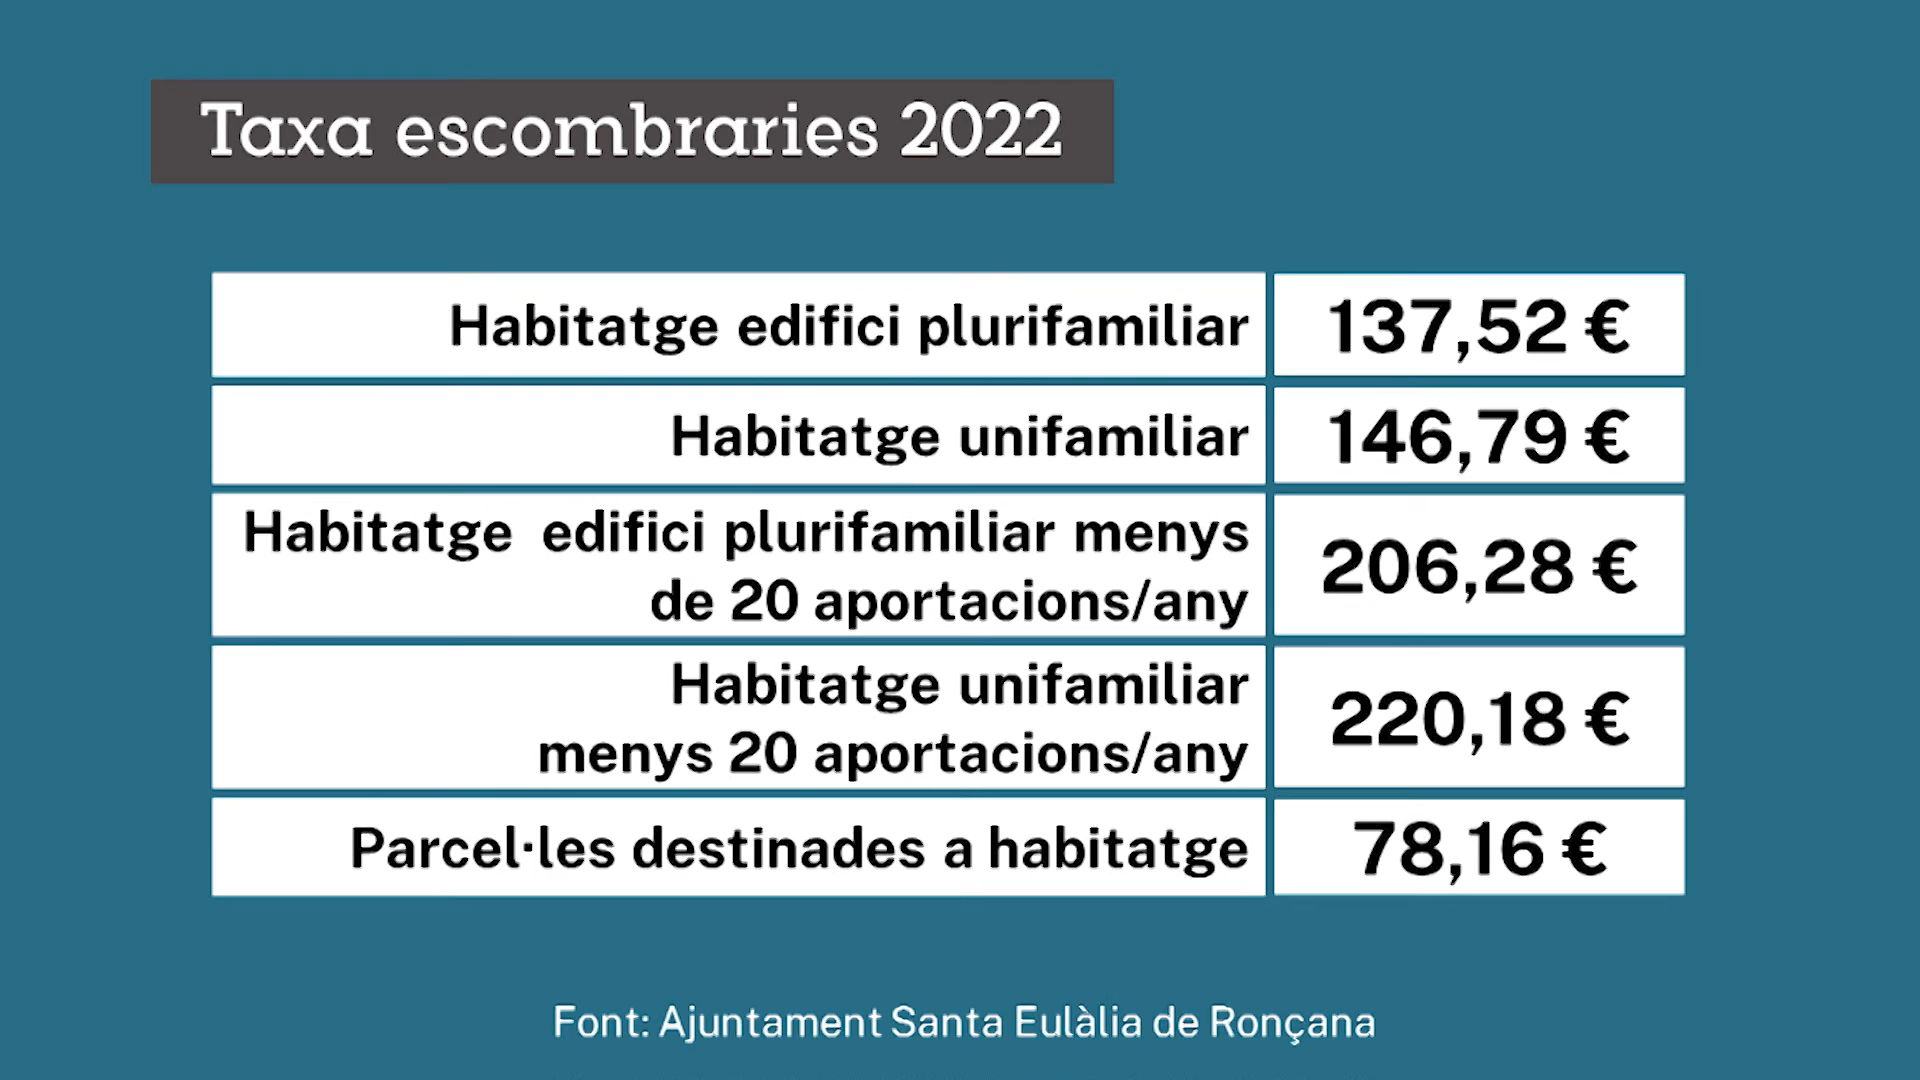 Taxa escombraries 2022
Habitatge edifici plurifamiliar 137,52 €
Habitatge unifamiliar 146,79 €
Habitatge edifici plurifamiliar menys
de 20 aportacions/any 206,28 €
Habitatge unifamiliar
menys 20 aportacions/any 220,18 €
Parcel·les destinades a habitatge 78,16 €
Font: Ajuntament Santa Eulàlia de Ronçana